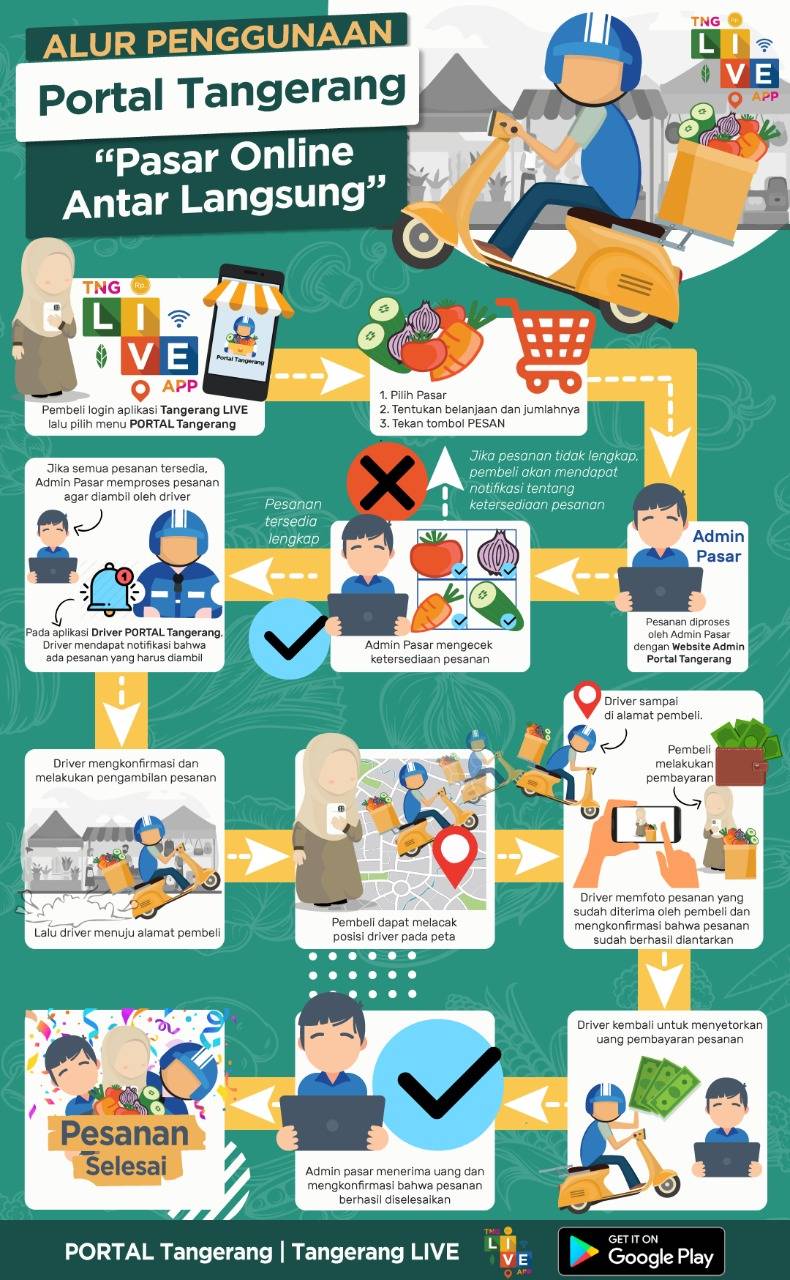 ALUR PENGGUNAAN
Portal Tangerang
“Pasar Online
Antar Langsung”
TNG Rp.
LIVE
APP
TNG Rp.
LIVE
APP
Portal Tangerang
Pembeli login aplikasi Tangerang LIVE
lalu pilih menu PORTAL Tangerang
1. Pilih Pasar
2. Tentukan belanjaan dan jumlahnya
3. Tekan tombol PESAN
Admin
Pasar
Pesanan diproses
oleh Admin Pasar
dengan Website Admin
Portal Tangerang
Jika pesanan tidak lengkap,
pembeli akan mendapat
notifikasi tentang
ketersediaan pesanan
Admin Pasar mengecek
ketersediaan pesanan
Pesanan
tersedia
lengkap
Jika semua pesanan tersedia,
Admin Pasar memproses pesanan
agar diambil oleh driver
1
Pada aplikasi Driver PORTAL Tangerang,
Driver mendapat notifikasi bahwa
ada pesanan yang harus diambil
Driver mengkonfirmasi dan
melakukan pengambilan pesanan
Lalu driver menuju alamat pembeli
Pembeli dapat melacak
posisi driver pada peta
Driver sampai
di alamat pembeli.
Pembeli
melakukan
pembayaran
Driver memfoto pesanan yang
sudah diterima oleh pembeli dan
mengkonfirmasi bahwa pesanan
sudah berhasil diantarkan
Driver kembali untuk menyetorkan
uang pembayaran pesanan
Admin pasar menerima uang dan
mengkonfirmasi bahwa pesanan
berhasil diselesaikan
Pesanan
Selesai
PORTAL Tangerang | Tangerang LIVE
TNG
LIVE
APP
GET IT ON
Google Play